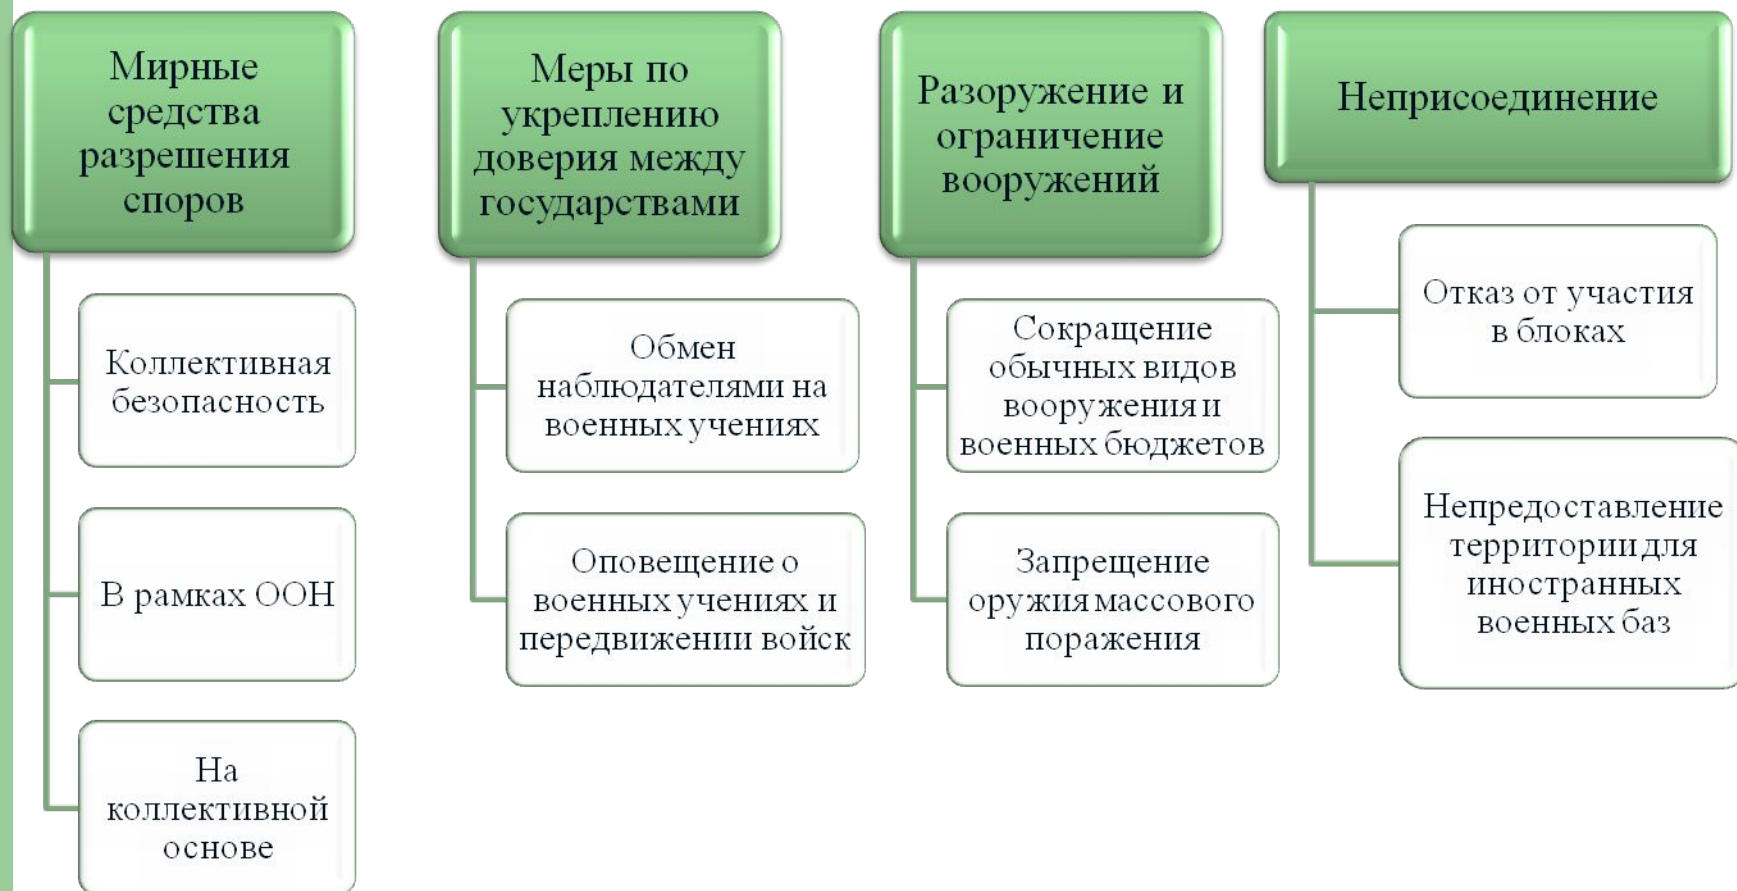 Мирные
средства
разрешения
споров
Коллективная
безопасность
В рамках ООН
На
коллективной
основе
Меры по
укреплению
доверия между
государствами
Обмен
наблюдателями на
военных учениях
Оповещение о
военных учениях и
передвижении войск
Разоружение и
ограничение
вооружений
Сокращение
обычных видов
вооружения и
военных бюджетов
Запрещение
оружия массового
поражения
Неприсоединение
Отказ от участия
в блоках
Непредоставление
территории для
иностранных
военных баз